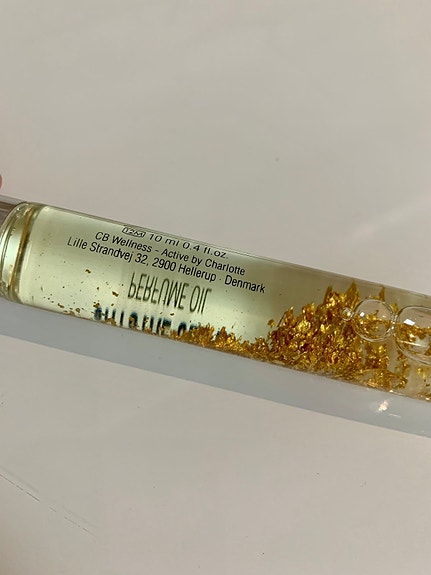 12M 10 ml 0.4 fl.oz.
CB Wellness - Active by Charlotte
Lille Strandvej 32, 2900 Hellerup · Denmark
PERFUME OIL